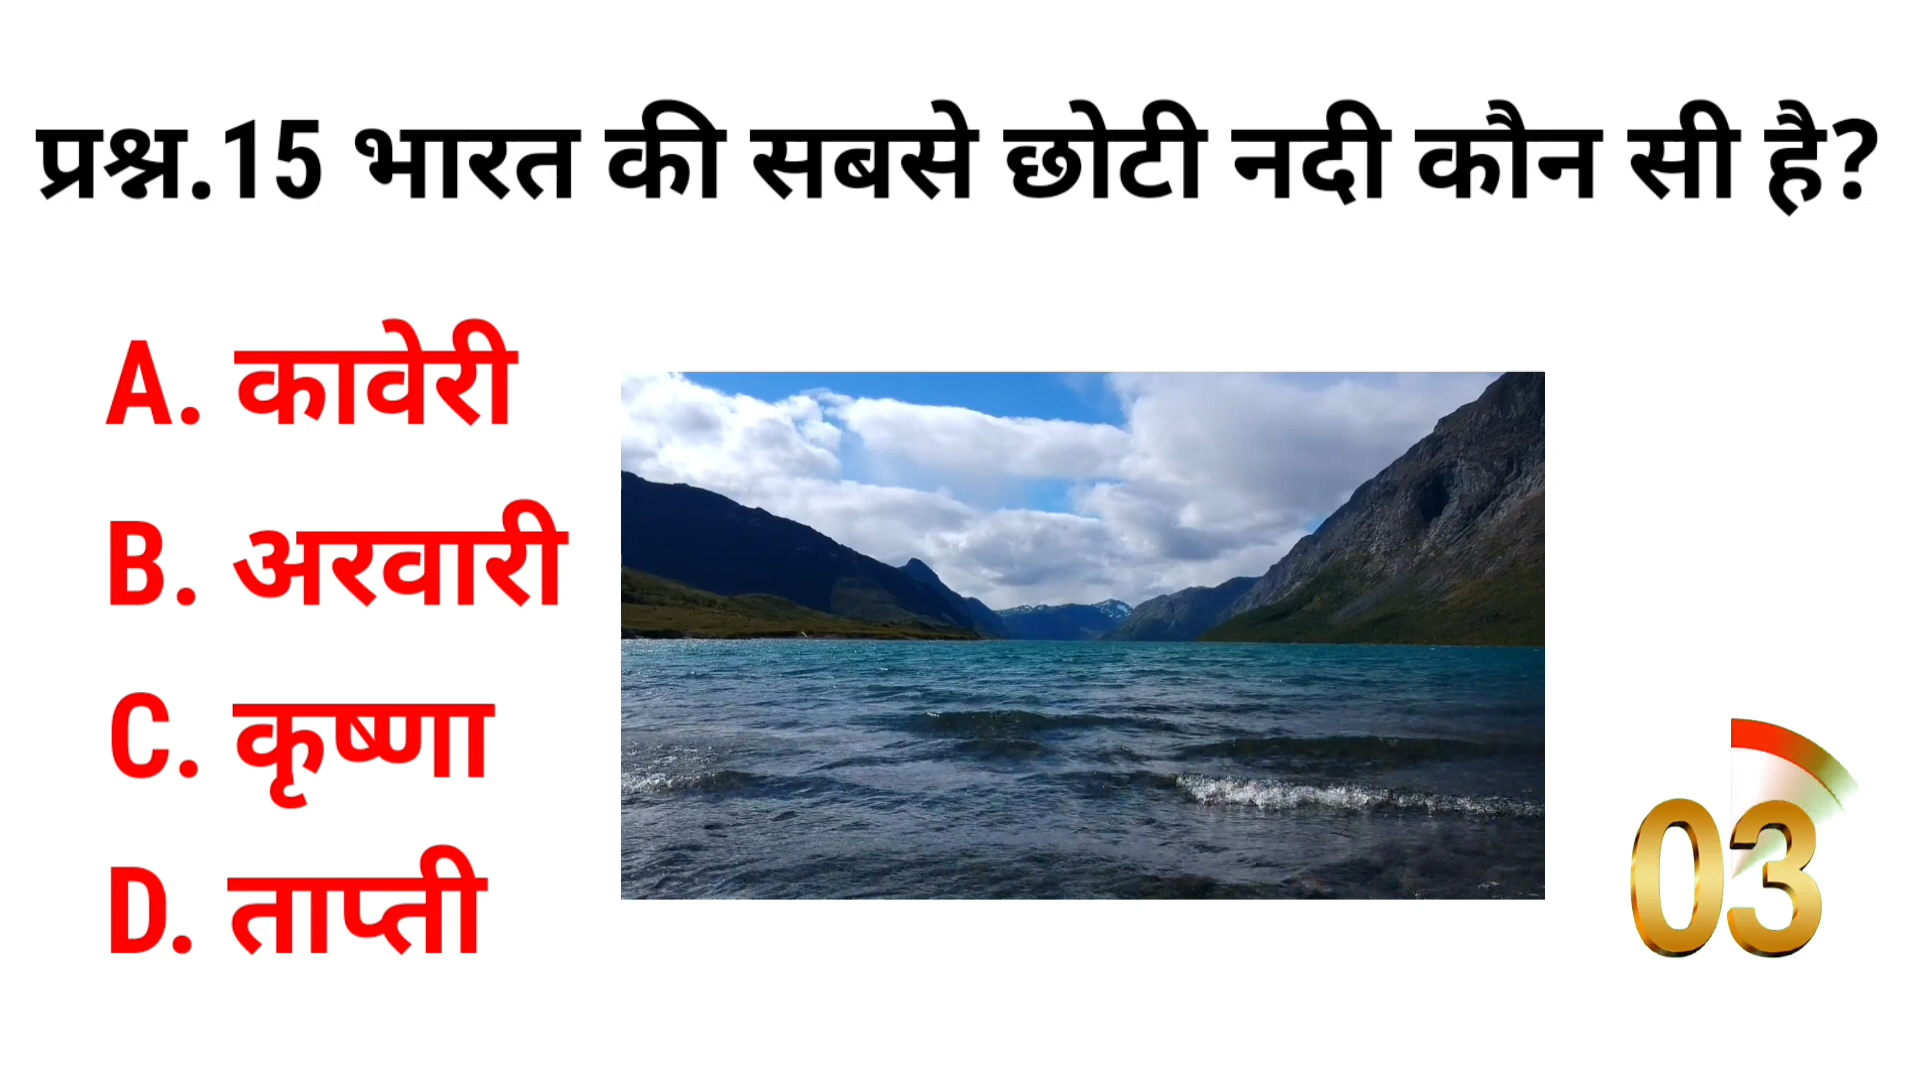 प्रश्न.15 भारत की सबसे छोटी नदी कौन सी है?
A. कावेरी
B. अरवारी
C. कृष्णा
D. ताप्ती
03